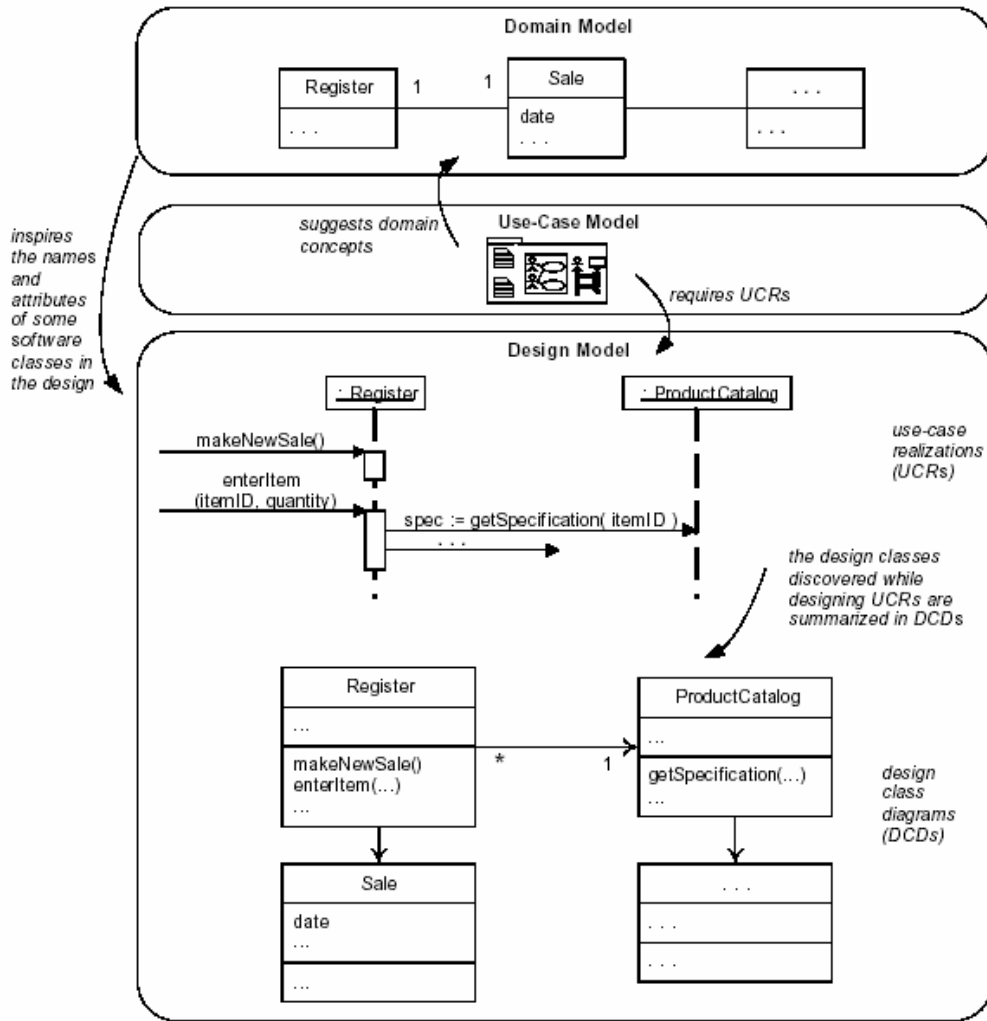 Domain Model
Register
1
1
Sale
. . .
. . .
date
. . .
. . .
suggests domain
concepts
Use-Case Model
requires UCRs
inspires
the names
and
attributes
of some
software
classes in
the design
Design Model
: Register
: ProductCatalog
makeNewSale()
enterItem
(itemID, quantity)
spec := getSpecification( itemID )
. . .
use-case
realizations
(UCRs)
the design classes
discovered while
designing UCRs are
summarized in DCDs
Register
...
makeNewSale()
enterItem(...)
...
*
1
ProductCatalog
...
getSpecification(...)
...
design
class
diagrams
(DCDs)
Sale
date
...
...
. . .
. . .
. . .